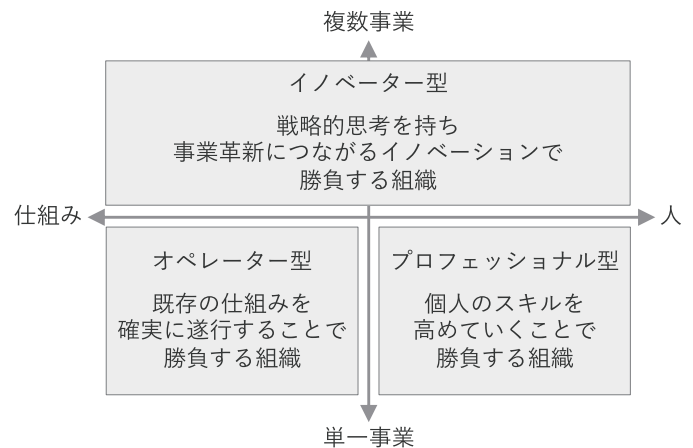 複数事業
イノベーター型
戦略的思考を持ち
事業革新につながるイノベーションで
勝負する組織
仕組み
人
オペレーター型
既存の仕組みを
確実に遂行することで
勝負する組織
プロフェッショナル型
個人のスキルを
高めていくことで
勝負する組織
単一事業